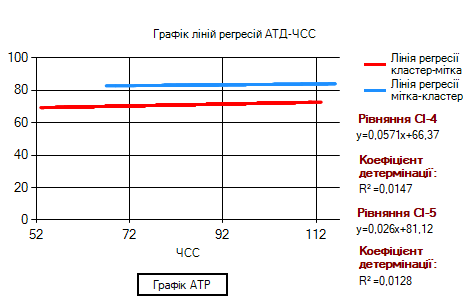 Графік ліній регресій АТД-ЧСС
100
80
60
40
20
0
52
72
92
112
ЧСС
Графік АТР
Лінія регресії
кластер-мітка
Лінія регресії
мітка-кластер
Рівняння СІ-4
y=0,0571x+66,37
Коефіцієнт
детермінації:
R² =0,0147
Рівняння СІ-5
y=0,026x+81,12
Коефіцієнт
детермінації:
R² =0,0128